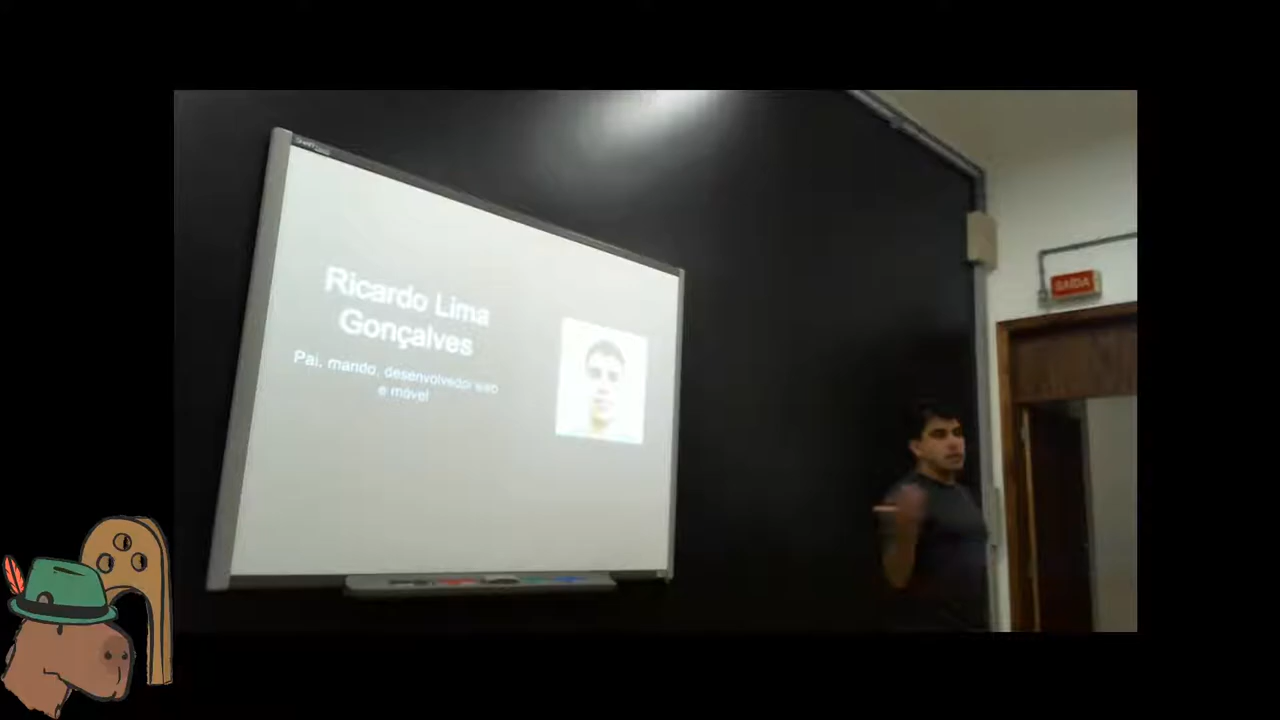 Ricardo Lima
Gonçalves
Pai, marido, desenvolvedor web
e móvel
SAÍDA